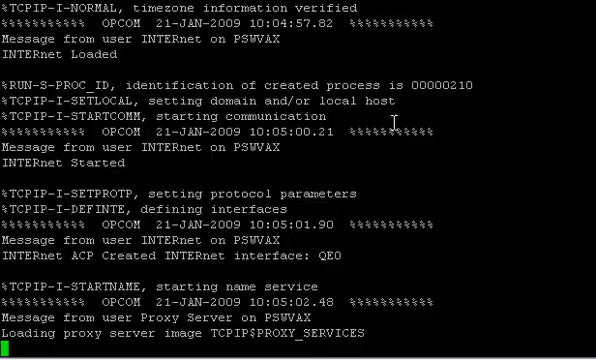 %TCPIP-I-NORMAL, timezone information verified
%%%%%%%%%%%  OPCOM  21-JAN-2009 10:04:57.82  %%%%%%%%%%%
Message from user INTERnet on PSWVAX
INTERnet Loaded
%RUN-S-PROC_ID, identification of created process is 00000210
%TCPIP-I-SETLOCAL, setting domain and/or local host
%TCPIP-I-STARTCOMM, starting communication
%%%%%%%%%%%  OPCOM  21-JAN-2009 10:05:00.21  %%%%%%%%%%%
Message from user INTERnet on PSWVAX
INTERnet Started
%TCPIP-I-SETPROTP, setting protocol parameters
%TCPIP-I-DEFINTE, defining interfaces
%%%%%%%%%%%  OPCOM  21-JAN-2009 10:05:01.90  %%%%%%%%%%%
Message from user INTERnet on PSWVAX
INTERnet ACP Created INTERnet interface: QE0
%TCPIP-I-STARTNAME, starting name service
%%%%%%%%%%%  OPCOM  21-JAN-2009 10:05:02.48  %%%%%%%%%%%
Message from user Proxy Server on PSWVAX
Loading proxy server image TCPIP$PROXY_SERVICES